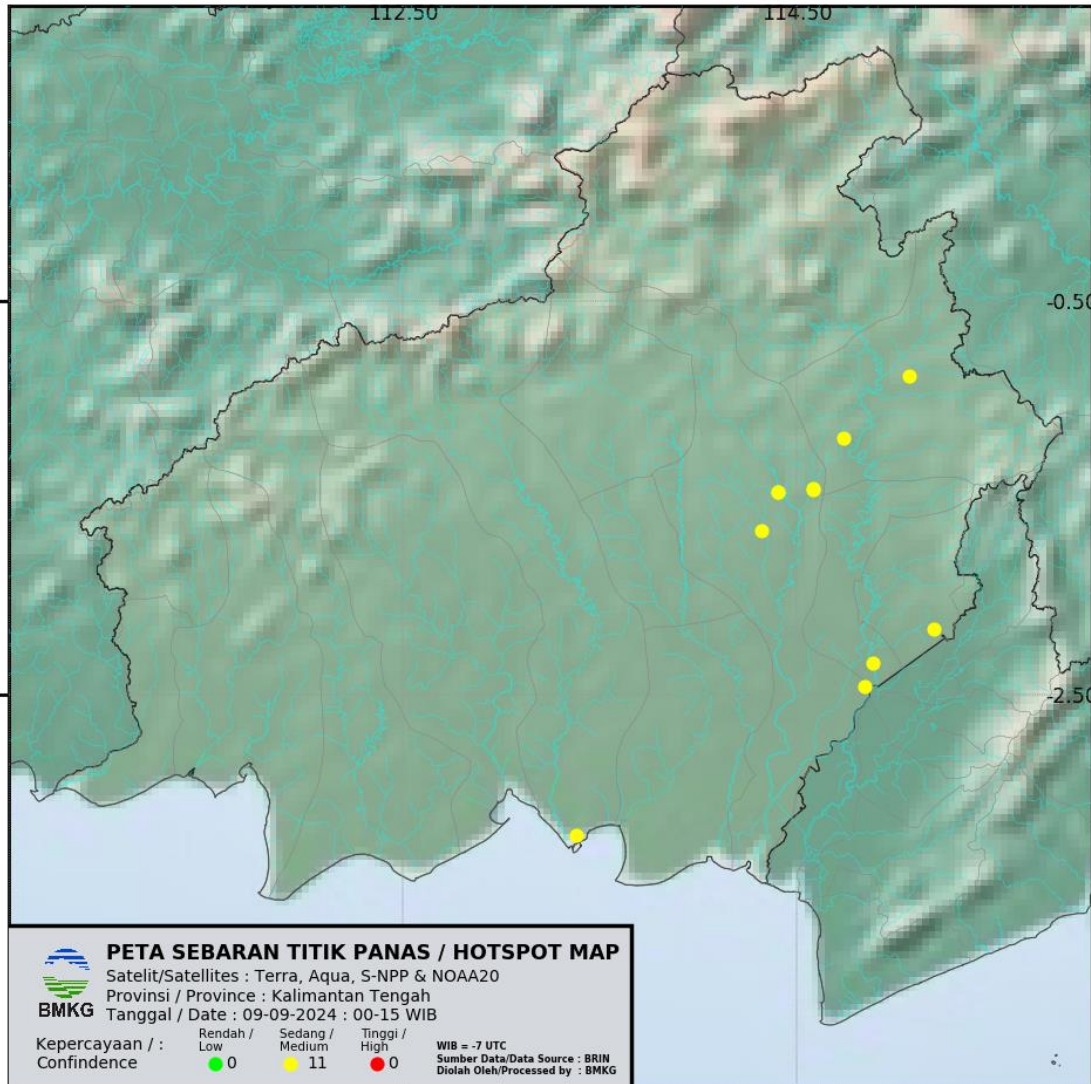 112.50
114.50
-0.50
-2.50
PETA SEBARAN TITIK PANAS / HOTSPOT MAP
Satelit/Satellites : Terra, Aqua, S-NPP & NOAA20
Provinsi / Province : Kalimantan Tengah
Tanggal / Date : 09-09-2024 : 00-15 WIB
BMKG
Kepercayaan / :
Confindence
Rendah /
Low
0
Sedang /
Medium
11
Tinggi /
High
0
WIB = -7 UTC
Sumber Data/Data Source : BRIN
Diolah Oleh/Processed by : BMKG